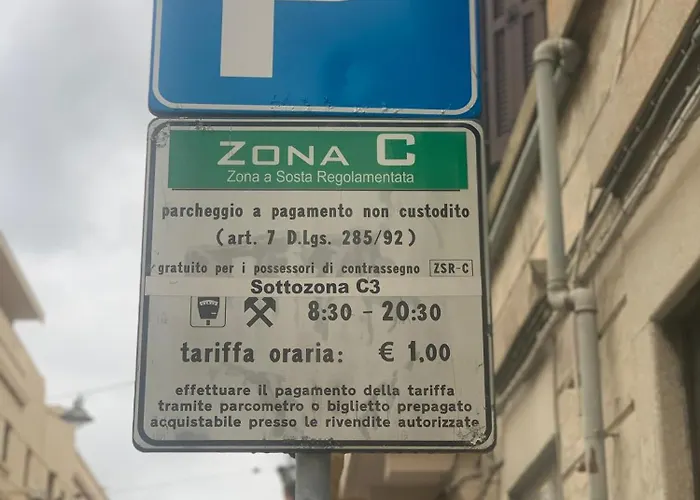 P
ZONA C
Zona a Sosta Regolamentata
parcheggio a pagamento non custodito
(art. 7 D.Lgs. 285/92)
gratuito per i possessori di contrassegno ZSR-C
Sottozona C3
8:30 - 20:30
tariffa oraria: € 1,00
effettuare il pagamento della tariffa
tramite parcometro o biglietto prepagato
acquistabile presso le rivendite autorizzate